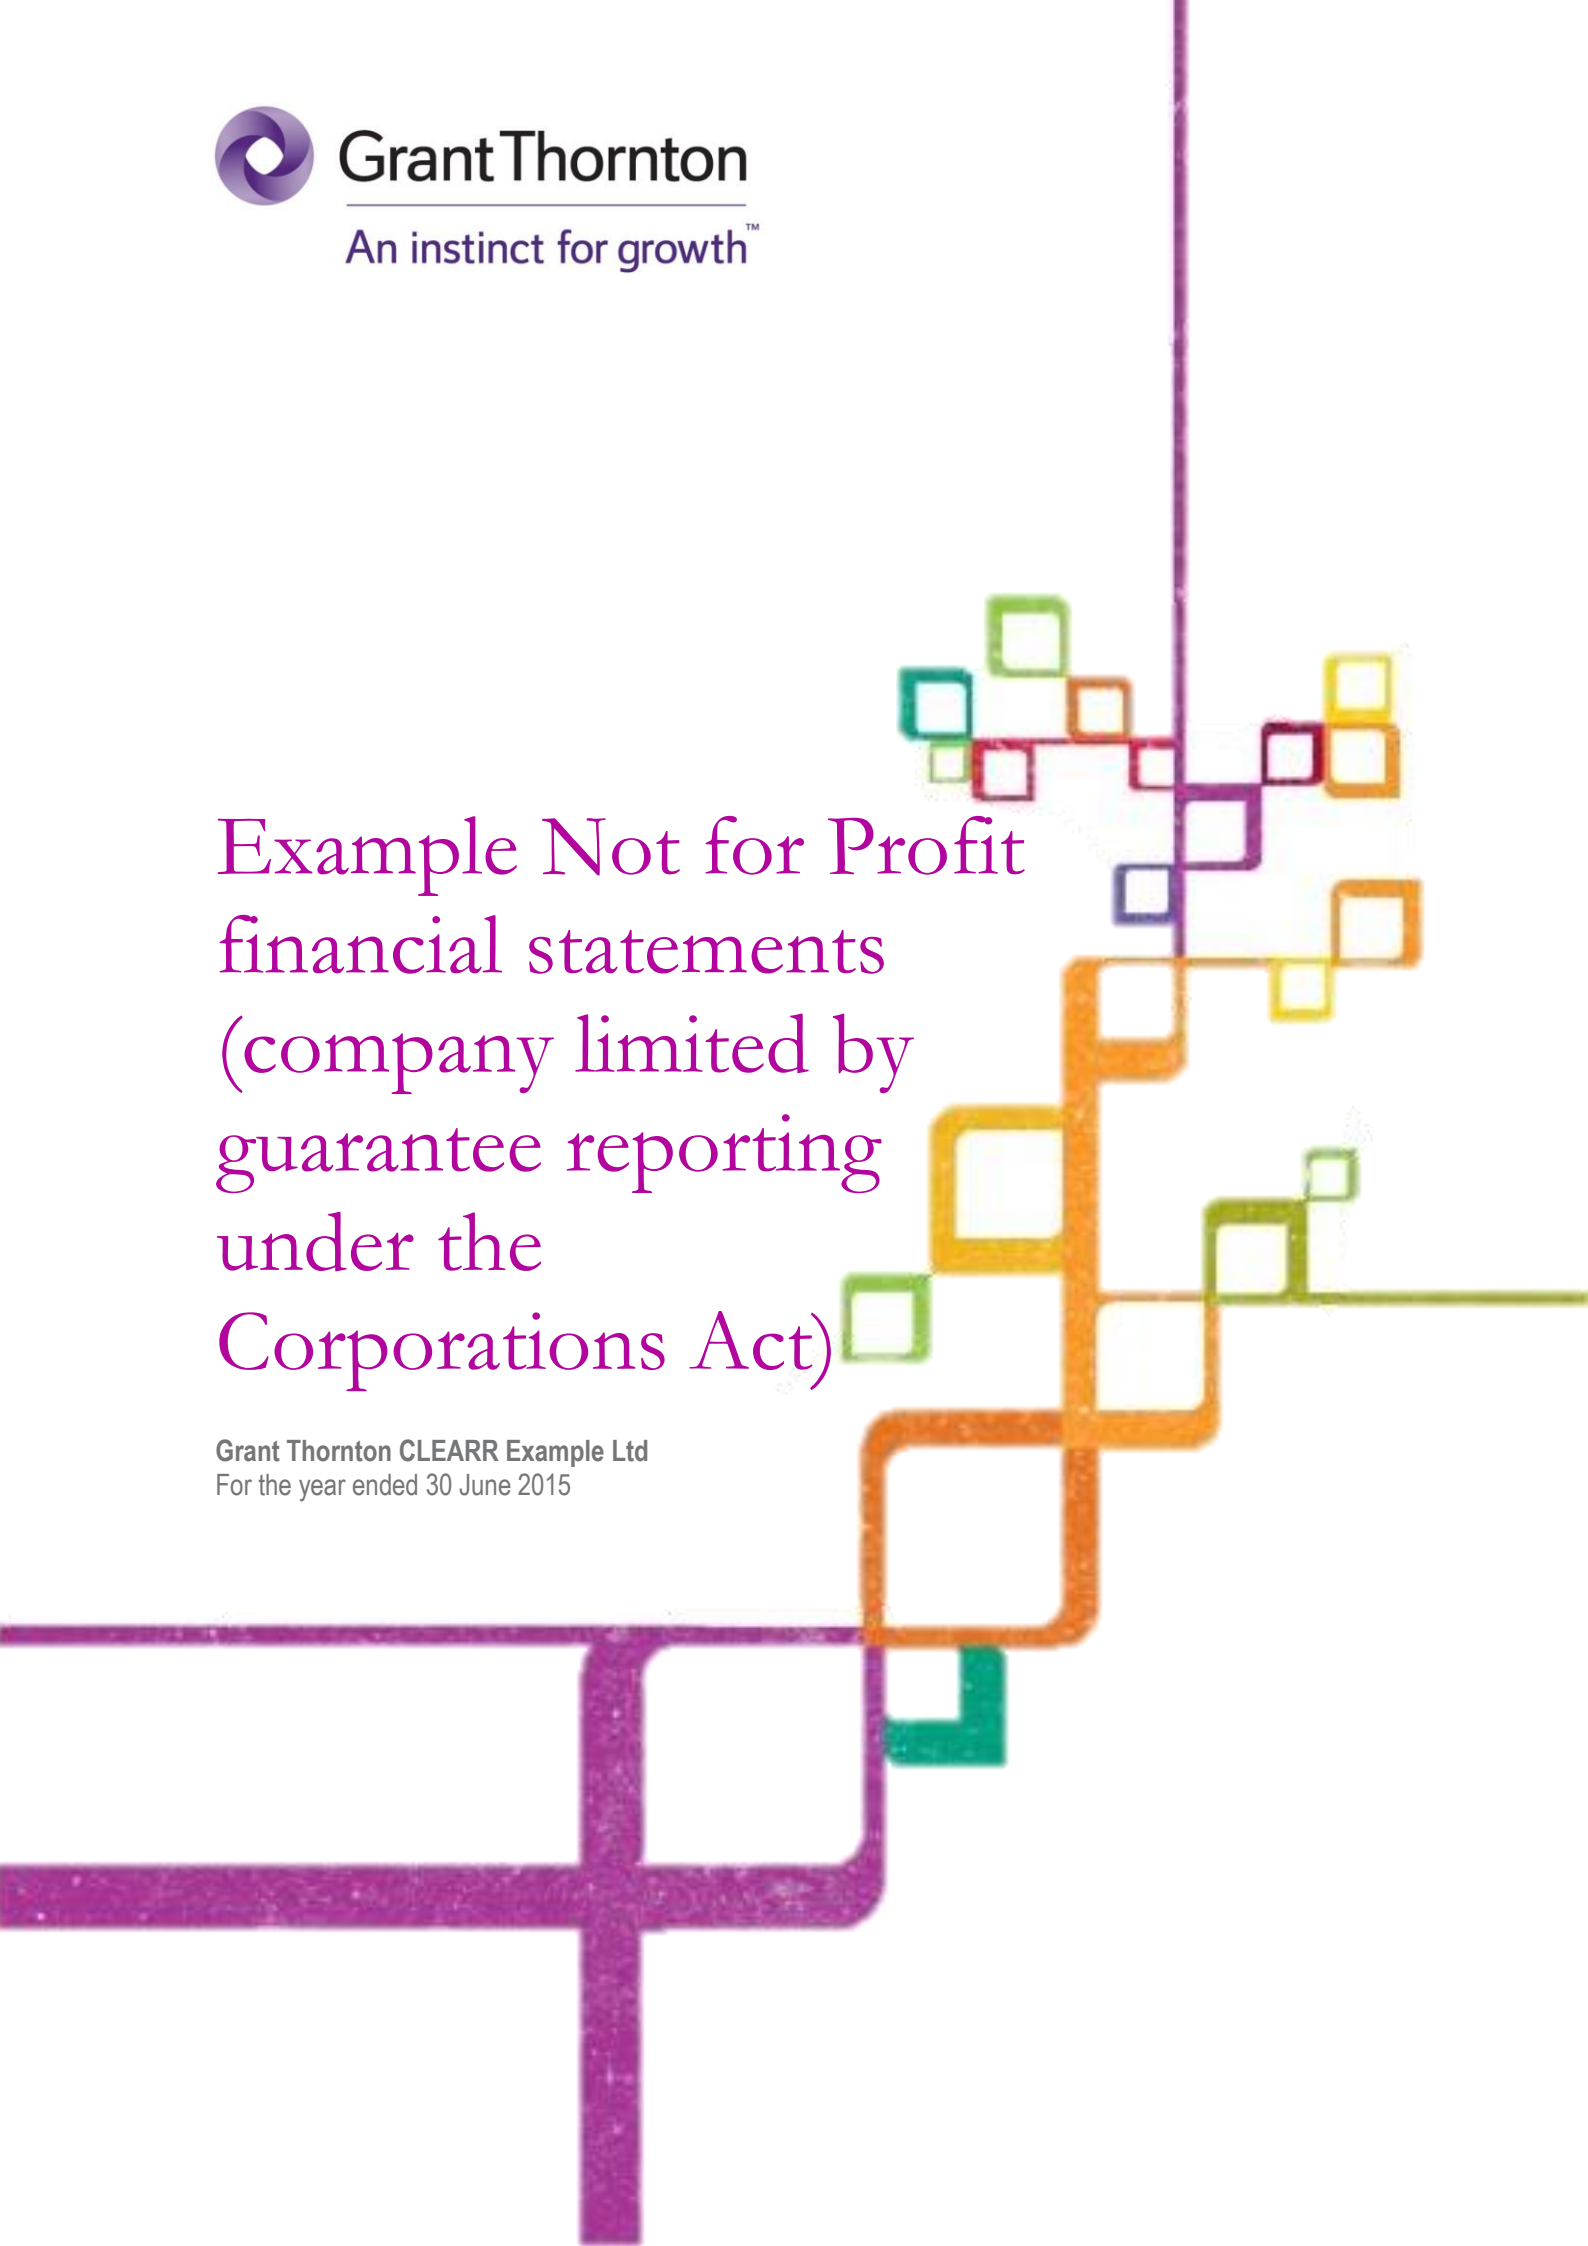 Grant Thornton
An instinct for growth™
Example Not for Profit
financial statements
(company limited by
guarantee reporting
under the
Corporations Act)
Grant Thornton CLEARR Example Ltd
For the year ended 30 June 2015